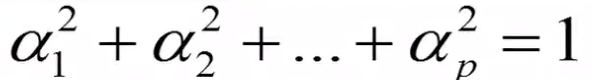 α₁² + α₂² + ... + αₚ² = 1